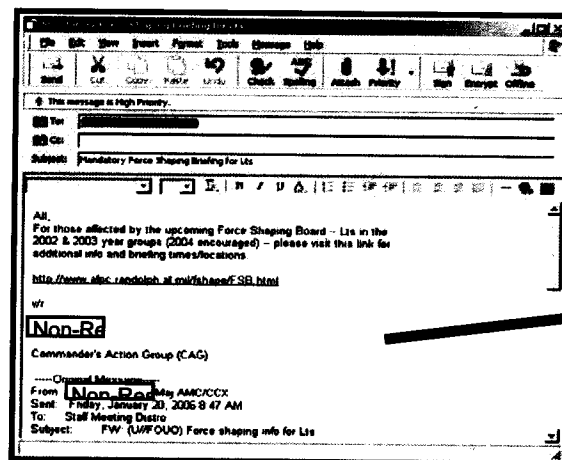 File Edit View Insert Format Tools Message Help
Send Cut Copy Paste Undo Check Spelling Attach Priority Sign Encrypt Offline
This message is High Priority.
To:
Cc:
Subject: Mandatory Force Shaping Briefing for Lts
B I U A
All,
For those affected by the upcoming Force Shaping Board -- Lts in the
2002 & 2003 year groups (2004 encouraged) -- please visit this link for
additional info and briefing times/locations.
http://www.afpc.randolph.af.mil/fshape/FSB.html
v/r
Non-Re
Commander's Action Group (CAG)
-----Original Message-----
From: Non-Res Maj AMC/CCX
Sent: Friday, January 20, 2006 8:47 AM
To: Staff Meeting Distro
Subject: FW: (U//FOUO) Force shaping info for Lts